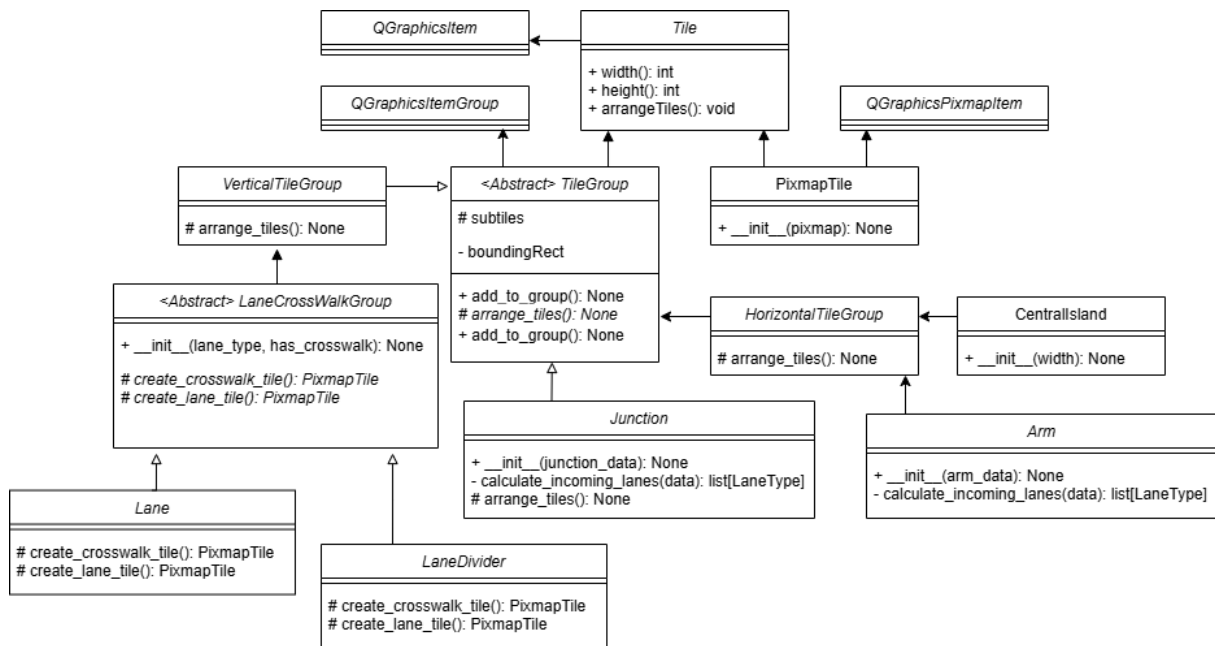 QGraphicsItem
Tile
+ width(): int
+ height(): int
+ arrangeTiles(): void
QGraphicsItemGroup
QGraphicsPixmapItem
VerticalTileGroup
# arrange_tiles(): None
<Abstract> TileGroup
# subtiles
- boundingRect
+ add_to_group(): None
# arrange_tiles(): None
+ add_to_group(): None
PixmapTile
+ __init__(pixmap): None
<Abstract> LaneCrossWalkGroup
+ __init__(lane_type, has_crosswalk): None
# create_crosswalk_tile(): PixmapTile
# create_lane_tile(): PixmapTile
HorizontalTileGroup
# arrange_tiles(): None
CentralIsland
+ __init__(width): None
Junction
+ __init__(junction_data): None
- calculate_incoming_lanes(data): list[LaneType]
# arrange_tiles(): None
Arm
+ __init__(arm_data): None
- calculate_incoming_lanes(data): list[LaneType]
Lane
# create_crosswalk_tile(): PixmapTile
# create_lane_tile(): PixmapTile
LaneDivider
# create_crosswalk_tile(): PixmapTile
# create_lane_tile(): PixmapTile